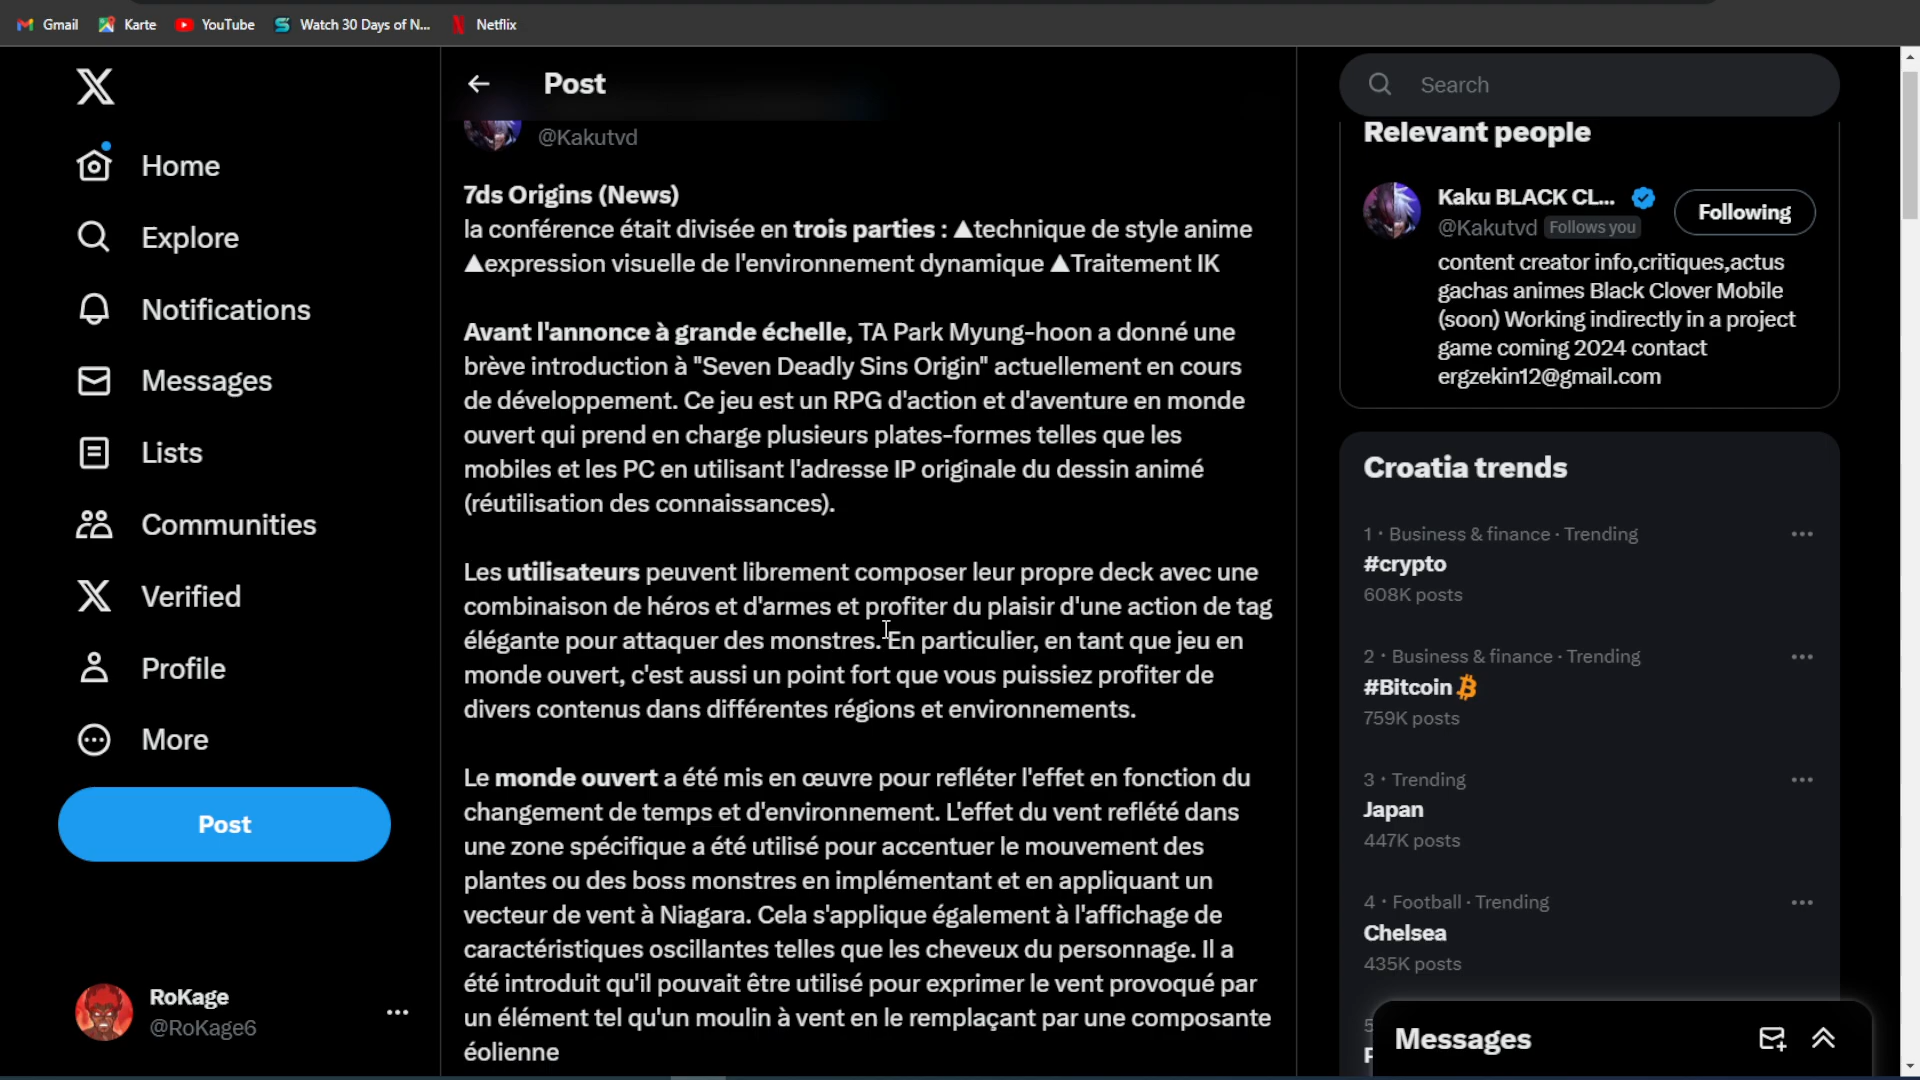 Gmail
Karte
YouTube
Watch 30 Days of N...
Netflix
Home
Explore
Notifications
Messages
Lists
Communities
Verified
Profile
More
Post
RoKage
@RoKage6
Post
@Kakutvd
7ds Origins (News)
la conférence était divisée en trois parties : ▲technique de style anime
▲expression visuelle de l'environnement dynamique ▲Traitement IK
Avant l'annonce à grande échelle, TA Park Myung-hoon a donné une
brève introduction à "Seven Deadly Sins Origin" actuellement en cours
de développement. Ce jeu est un RPG d'action et d'aventure en monde
ouvert qui prend en charge plusieurs plates-formes telles que les
mobiles et les PC en utilisant l'adresse IP originale du dessin animé
(réutilisation des connaissances).
Les utilisateurs peuvent librement composer leur propre deck avec une
combinaison de héros et d'armes et profiter du plaisir d'une action de tag
élégante pour attaquer des monstres. En particulier, en tant que jeu en
monde ouvert, c'est aussi un point fort que vous puissiez profiter de
divers contenus dans différentes régions et environnements.
Le monde ouvert a été mis en œuvre pour refléter l'effet en fonction du
changement de temps et d'environnement. L'effet du vent reflété dans
une zone spécifique a été utilisé pour accentuer le mouvement des
plantes ou des boss monstres en implémentant et en appliquant un
vecteur de vent à Niagara. Cela s'applique également à l'affichage de
caractéristiques oscillantes telles que les cheveux du personnage. Il a
été introduit qu'il pouvait être utilisé pour exprimer le vent provoqué par
un élément tel qu'un moulin à vent en le remplaçant par une composante
éolienne
Search
Relevant people
Kaku BLACK CL...
@Kakutvd Follows you
Following
content creator info,critiques,actus
gachas animes Black Clover Mobile
(soon) Working indirectly in a project
game coming 2024 contact
ergzekin12@gmail.com
Croatia trends
1 · Business & finance · Trending
#crypto
608K posts
2 · Business & finance · Trending
#Bitcoin
759K posts
3 · Trending
Japan
447K posts
4 · Football · Trending
Chelsea
435K posts
Messages